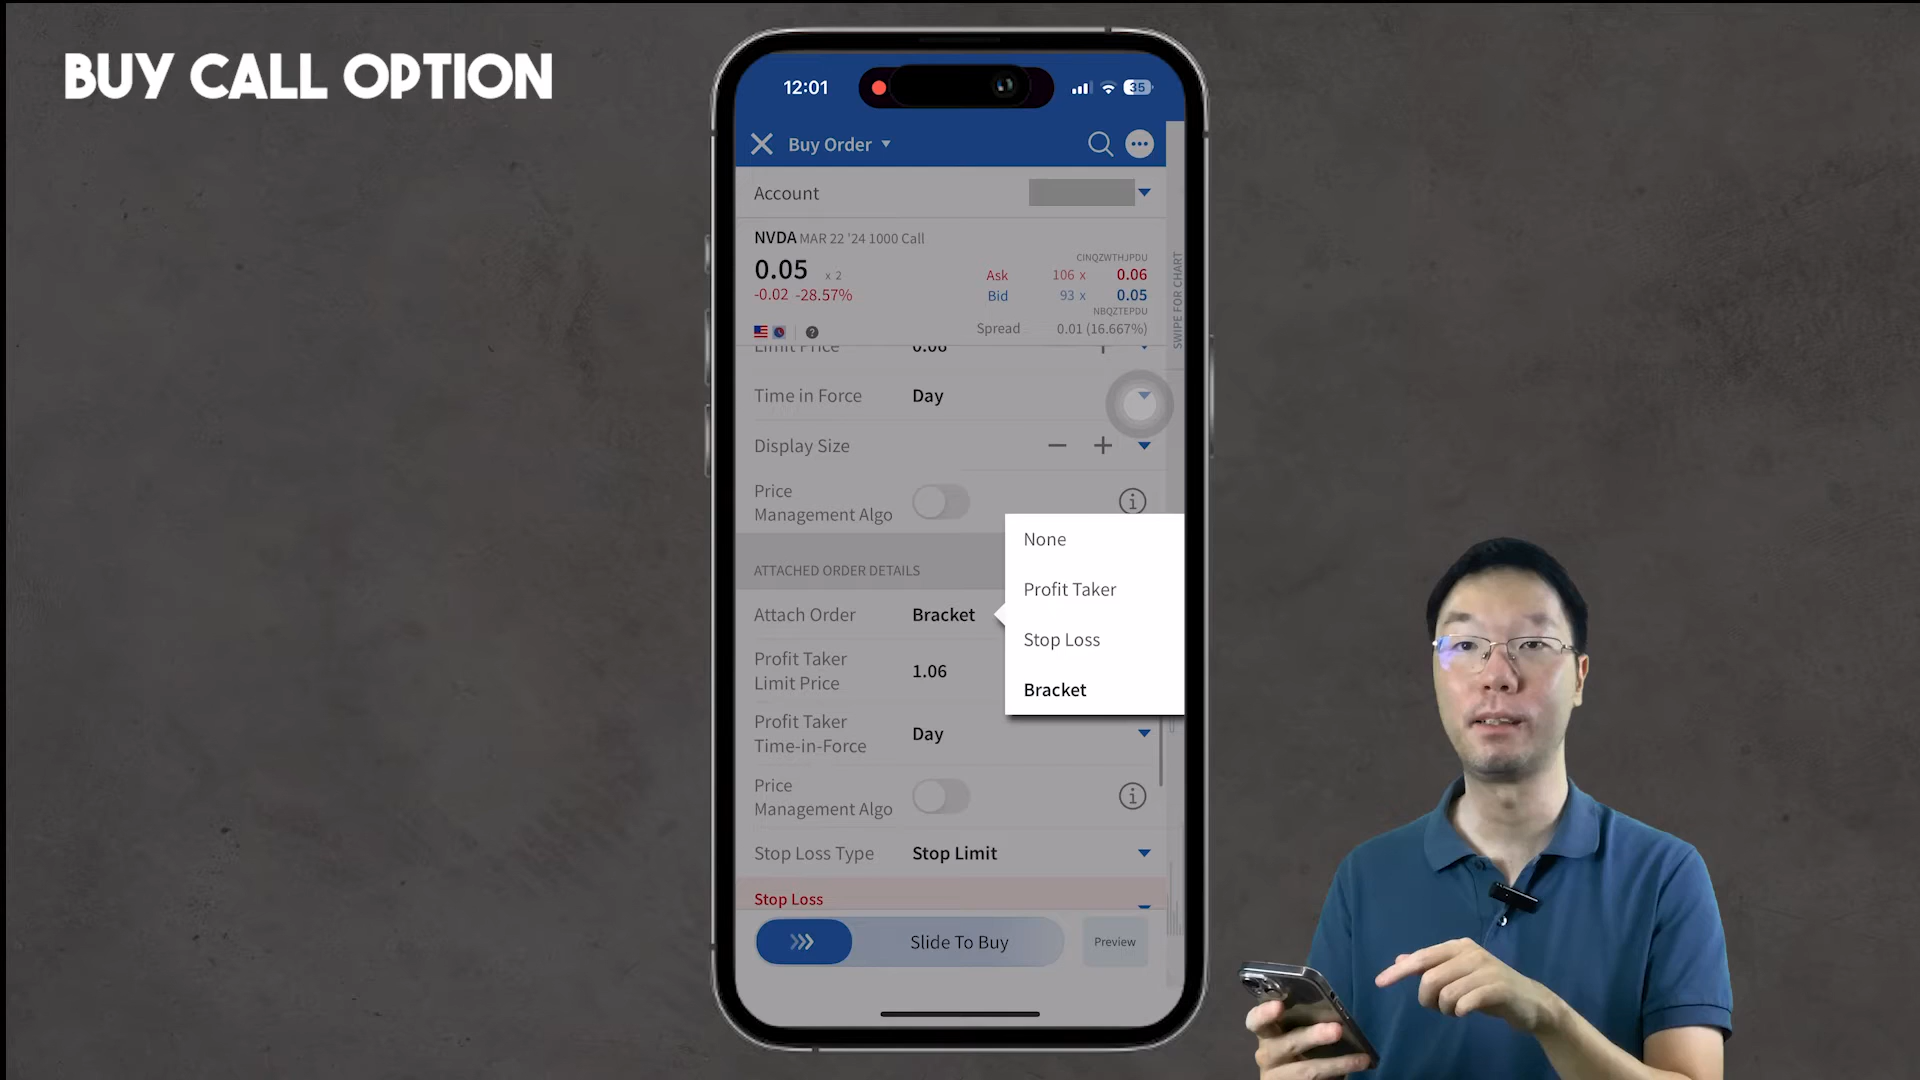 BUY CALL OPTION
12:01
35
Buy Order
Account
NVDA MAR 22 '24 1000 Call
0.05 x 2
-0.02 -28.57%
CINQZWTHJPDU
Ask 106 x 0.06
Bid 93 x 0.05
NBQZTEPDU
Spread 0.01 (16.667%)
SWIPE FOR CHART
Limit Price 0.06
Time in Force Day
Display Size
Price
Management Algo
ATTACHED ORDER DETAILS
Attach Order Bracket
None
Profit Taker
Stop Loss
Bracket
Profit Taker
Limit Price
1.06
Profit Taker
Time-in-Force
Day
Price
Management Algo
Stop Loss Type Stop Limit
Stop Loss
Slide To Buy
Preview